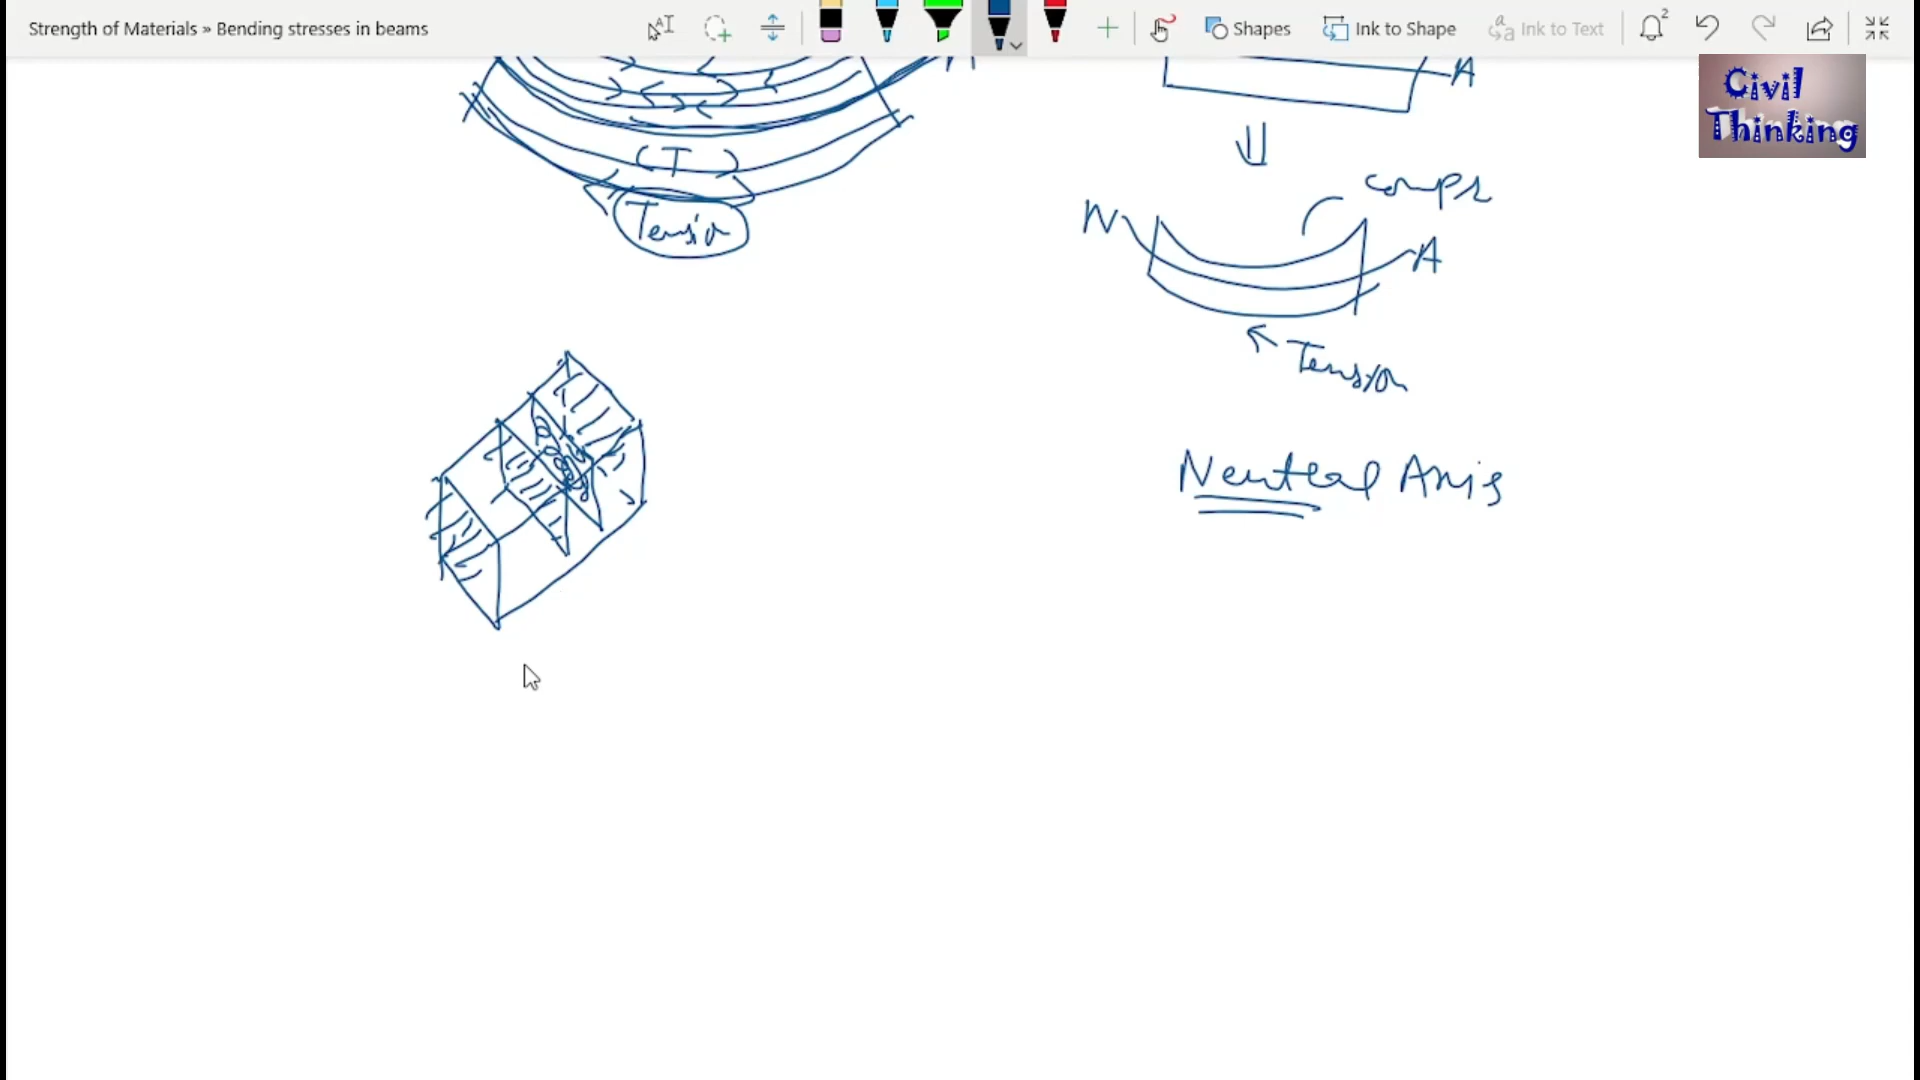 Strength of Materials » Bending stresses in beams
Shapes
Ink to Shape
Ink to Text
2
Civil
Thinking
A
(T)
Tension
compr
N
A
Tension
Neutral Axis